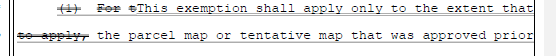 (i) For tThis exemption shall apply only to the extent that
to apply, the parcel map or tentative map that was approved prior